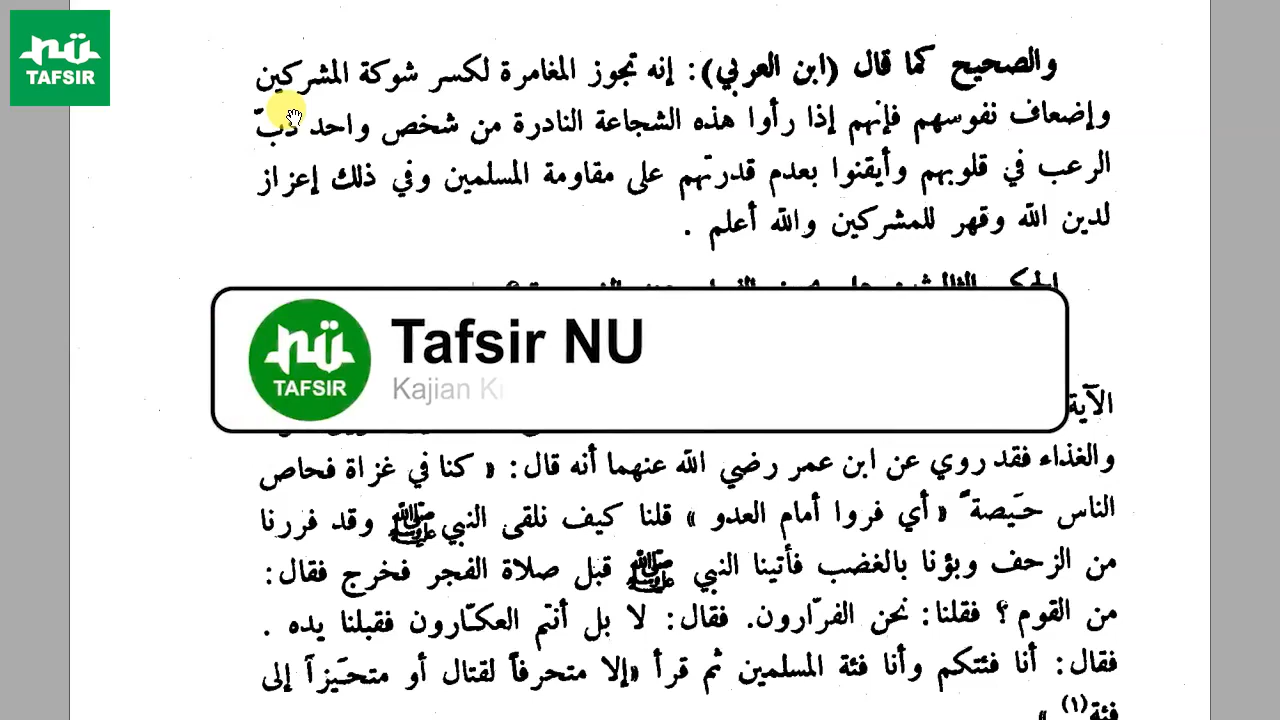 nü
TAFSIR
والصحيح كما قال (ابن العربي): إنه تجوز المغامرة لكسر شوكة المشركين
وإضعاف نفوسهم فإنهم إذا رأوا هذه الشجاعة النادرة من شخص واحد دبّ
الرعب في قلوبهم وأيقنوا بعدم قدرتهم على مقاومة المسلمين وفي ذلك إعزاز
لدين الله وقهر للمشركين والله أعلم .
nü
TAFSIR
Tafsir NU
Kajian
الآية
والغذاء فقد روي عن ابن عمر رضي الله عنهما أنه قال: « كنا في غزاة فحاص
الناس حَيصة ً « أي فروا أمام العدو » قلنا كيف نلقى النبي ﷺ وقد فررنا
من الزحف وبؤنا بالغضب فأتينا النبي ﷺ قبل صلاة الفجر فخرج فقال:
من القوم ؟ فقلنا: نحن الفرّارون. فقال: لا بل أنتم العكّارون فقبلنا يده .
فقال: أنا فئتكم وأنا فئة المسلمين ثم قرأ «إلا متحرفاً لقتال أو متحَيزاً إلى
فئة(١) »